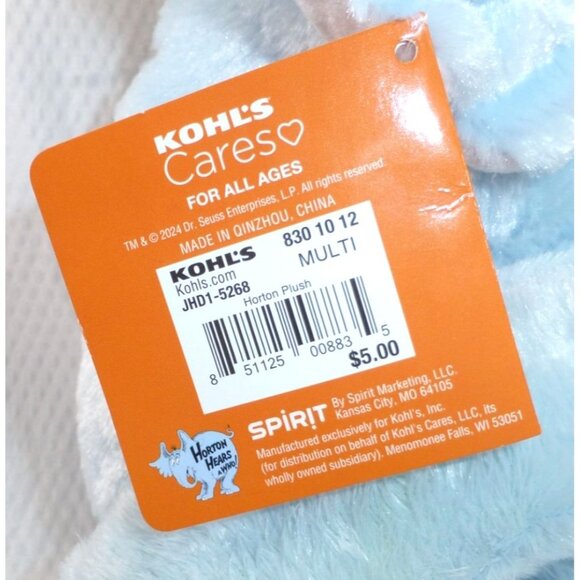 KOHL'S
Cares♡
FOR ALL AGES
TM & © 2024 Dr. Seuss Enterprises, L.P. All rights reserved.
MADE IN QINZHOU, CHINA
KOHL'S 830 10 12
Kohls.com MULTI
JHD1-5268
Horton Plush
8 51125 00883 5
$5.00
SPIRIT By Spirit Marketing, LLC.
Kansas City, MO 64105
Manufactured exclusively for Kohl's, Inc.
(for distribution on behalf of Kohl's Cares, LLC, its
wholly owned subsidiary). Menomonee Falls, WI 53051
HORTON
HEARS
A WHO!